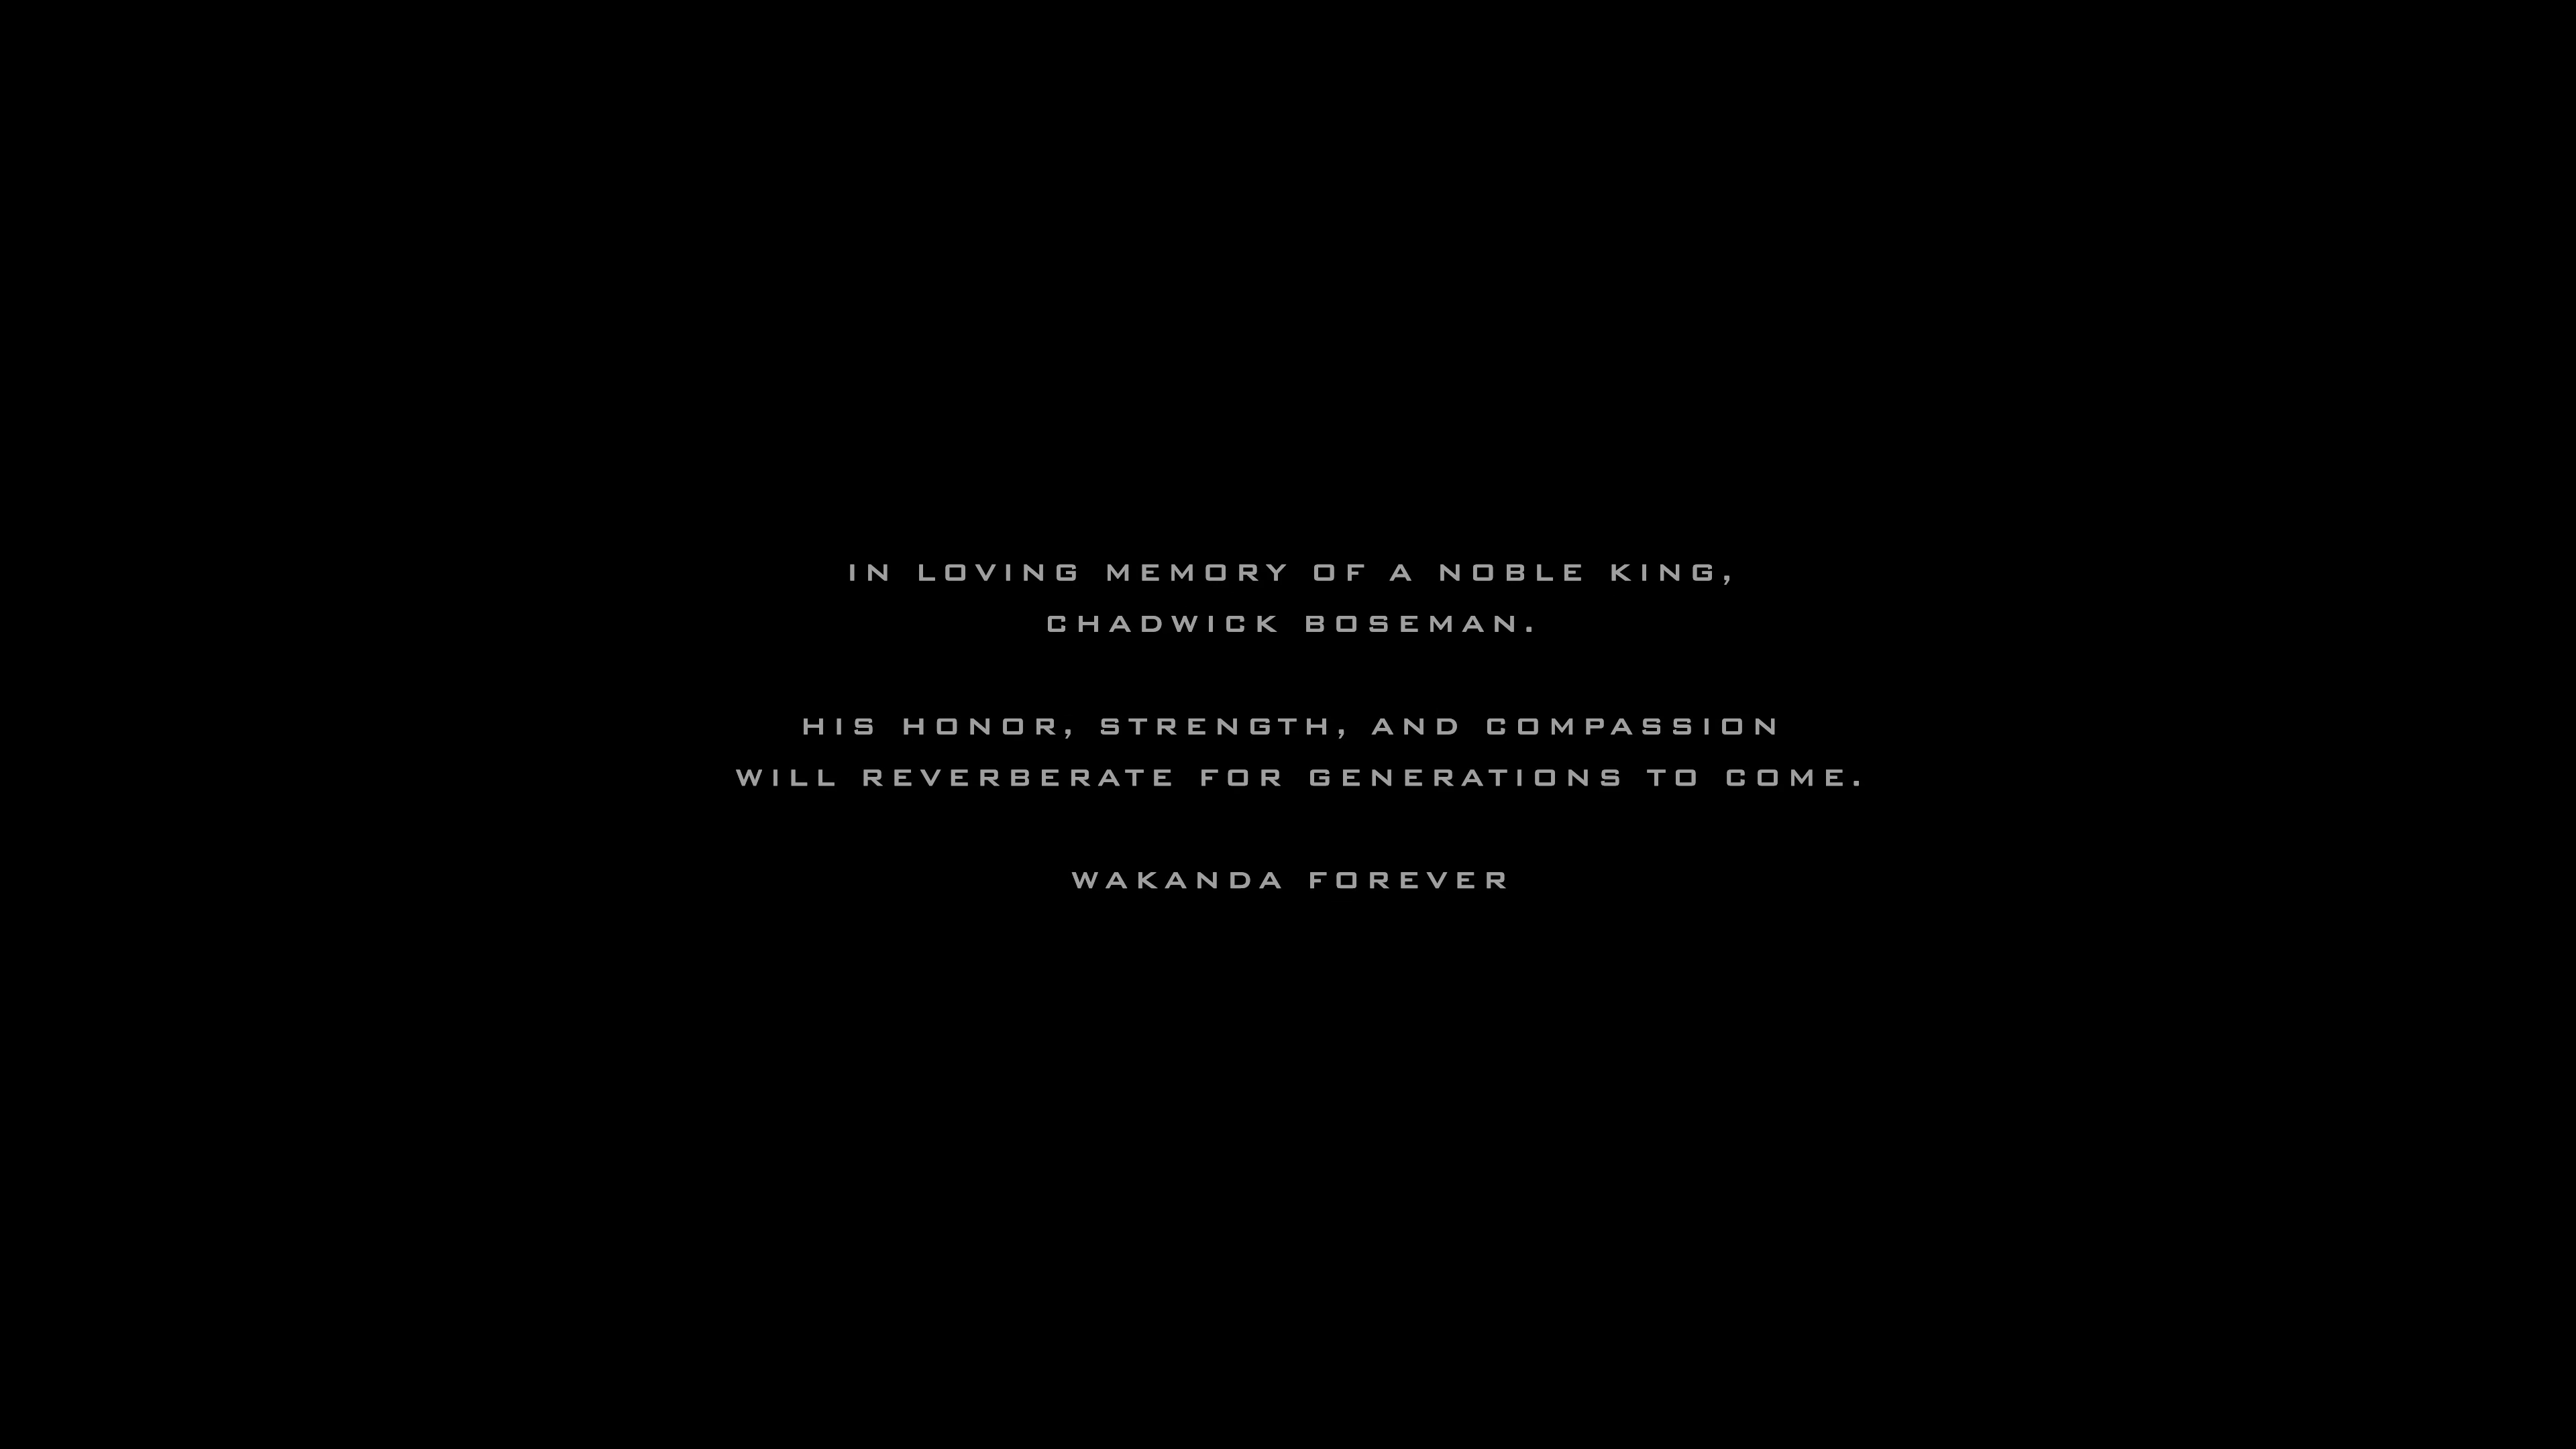 IN LOVING MEMORY OF A NOBLE KING,
CHADWICK BOSEMAN.
HIS HONOR, STRENGTH, AND COMPASSION
WILL REVERBERATE FOR GENERATIONS TO COME.
WAKANDA FOREVER